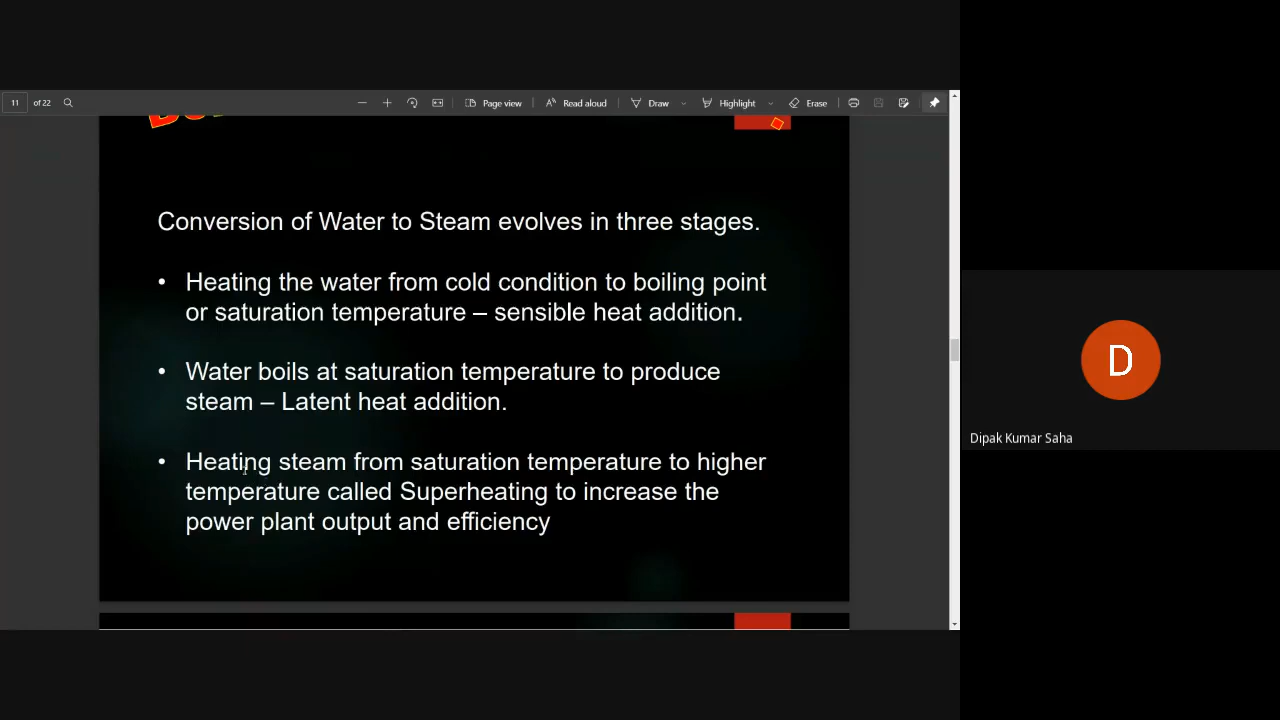 11 of 22
Page view
Read aloud
Draw
Highlight
Erase
Conversion of Water to Steam evolves in three stages.
• Heating the water from cold condition to boiling point
or saturation temperature – sensible heat addition.
• Water boils at saturation temperature to produce
steam – Latent heat addition.
• Heating steam from saturation temperature to higher
temperature called Superheating to increase the
power plant output and efficiency
D
Dipak Kumar Saha